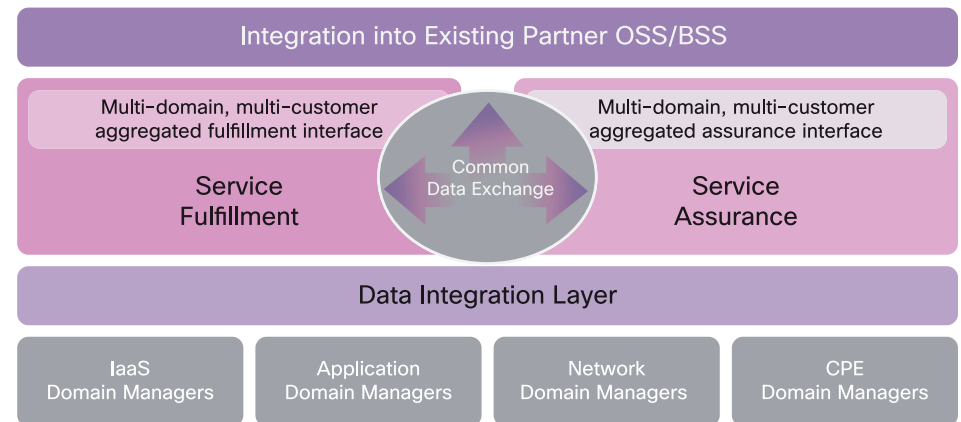 Integration into Existing Partner OSS/BSS
Multi-domain, multi-customer
aggregated fulfillment interface
Service
Fulfillment
Common
Data Exchange
Multi-domain, multi-customer
aggregated assurance interface
Service
Assurance
Data Integration Layer
IaaS
Domain Managers
Application
Domain Managers
Network
Domain Managers
CPE
Domain Managers